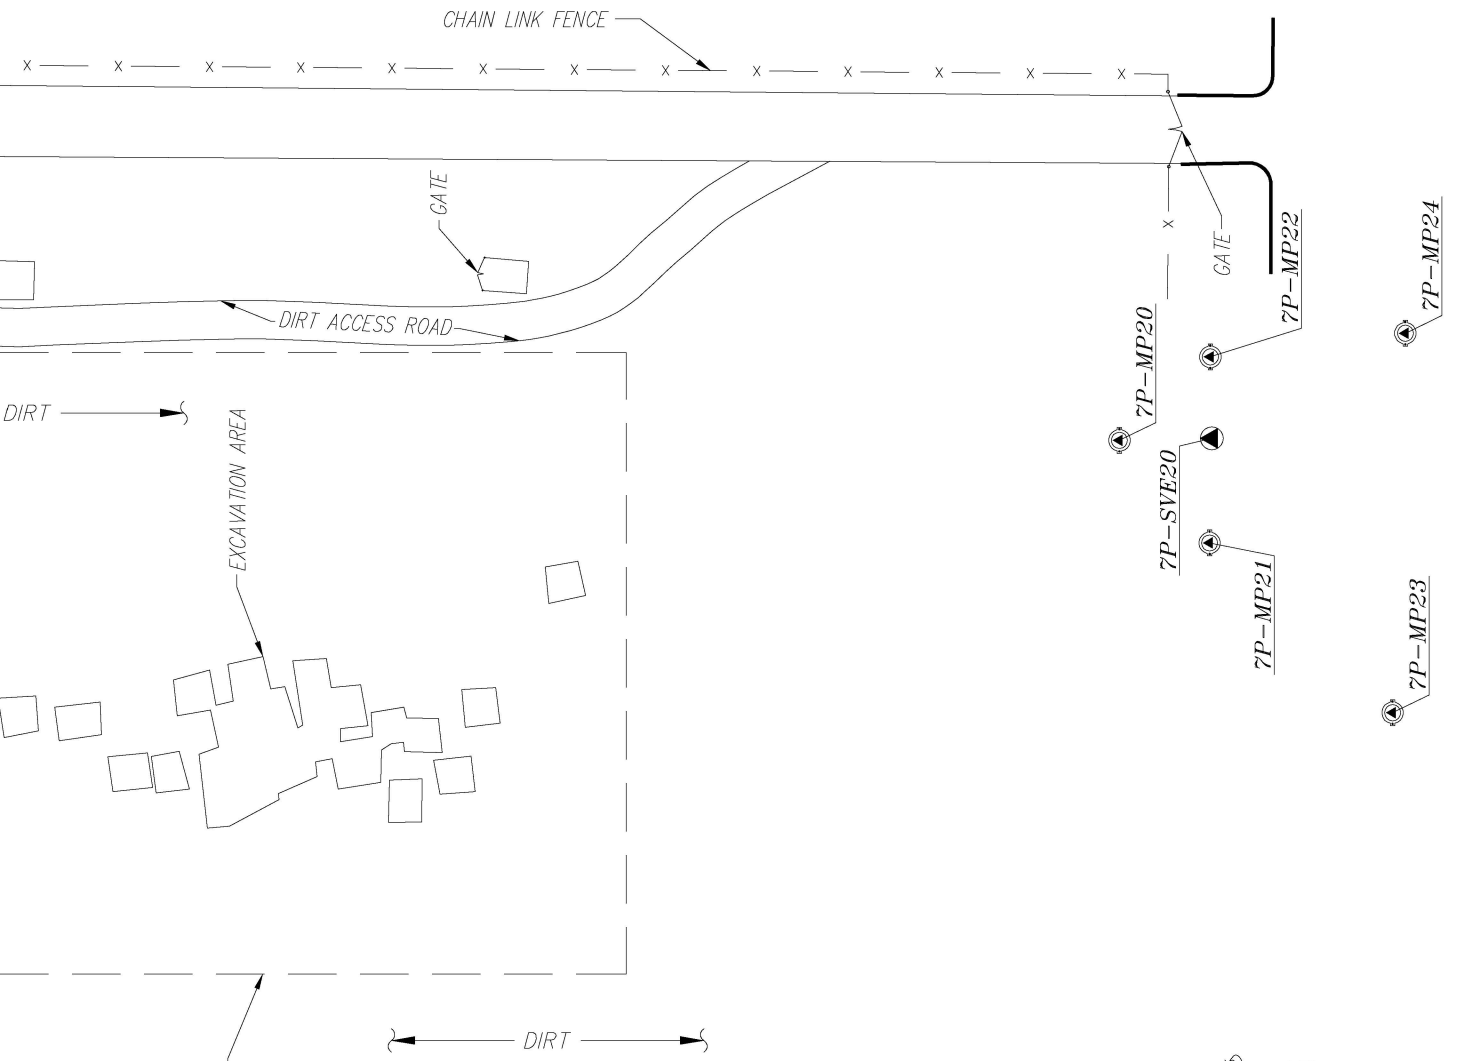 CHAIN LINK FENCE
X X X X X X X X X X X X X
GATE
X
GATE
7P-MP22
7P-MP24
DIRT ACCESS ROAD
7P-MP20
DIRT
EXCAVATION AREA
7P-SVE20
7P-MP21
7P-MP23
DIRT